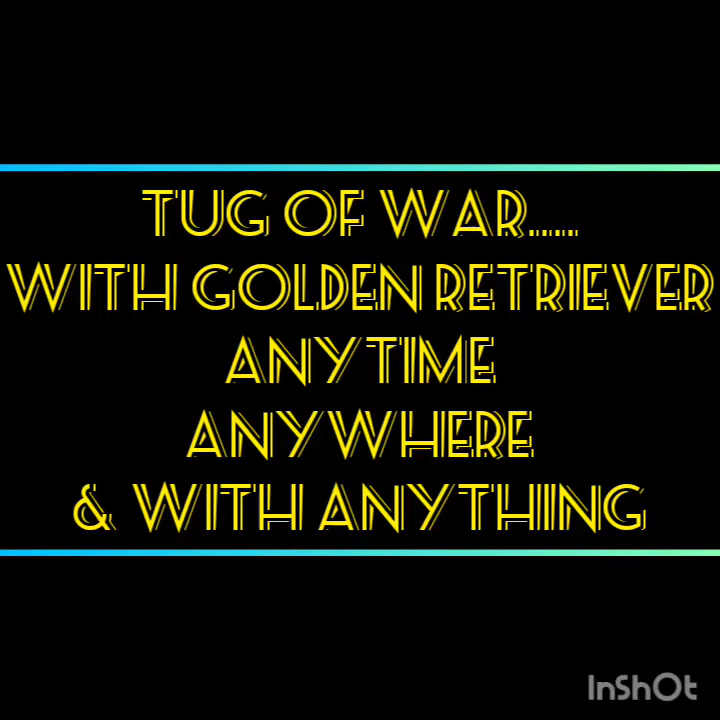 TUG OF WAR......
WITH GOLDEN RETRIEVER
ANYTIME
ANYWHERE
& WITH ANYTHING
InShOt